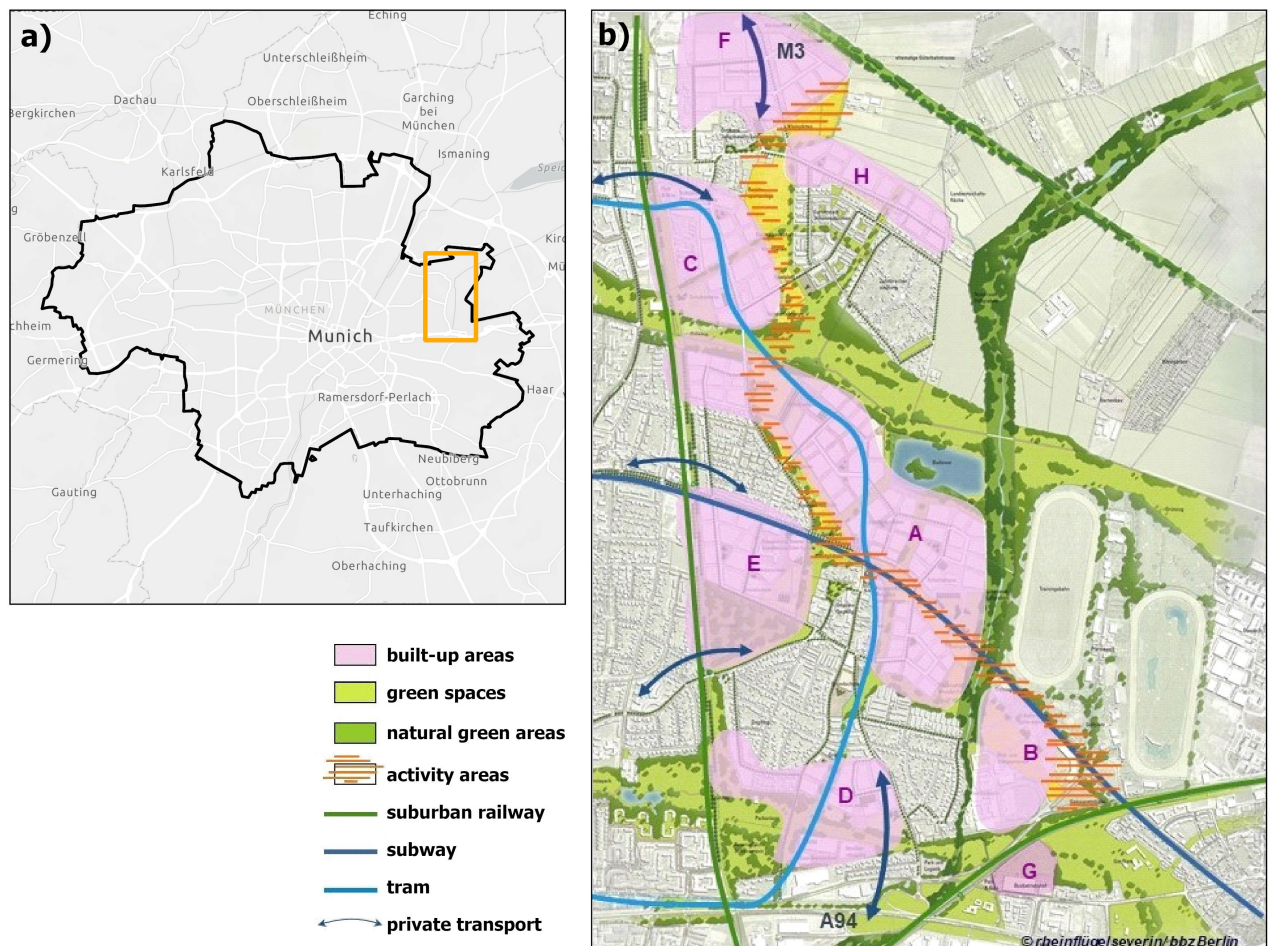 a)
Eching
Unterschleißheim
Dachau
Oberschleißheim
Garching
bei
München
Bergkirchen
Ismaning
Karlsfeld
Gröbenzell
MÜNCHEN
Munich
Germering
Haar
Ramersdorf-Perlach
Neubiberg
Ottobrunn
Gauting
Unterhaching
Taufkirchen
Oberhaching
built-up areas
green spaces
natural green areas
activity areas
suburban railway
subway
tram
private transport
b)
F
M3
H
C
A
E
B
D
G
A94
Badesee
Trainingsbahn
© rheinflügel severin/ bbz Berlin